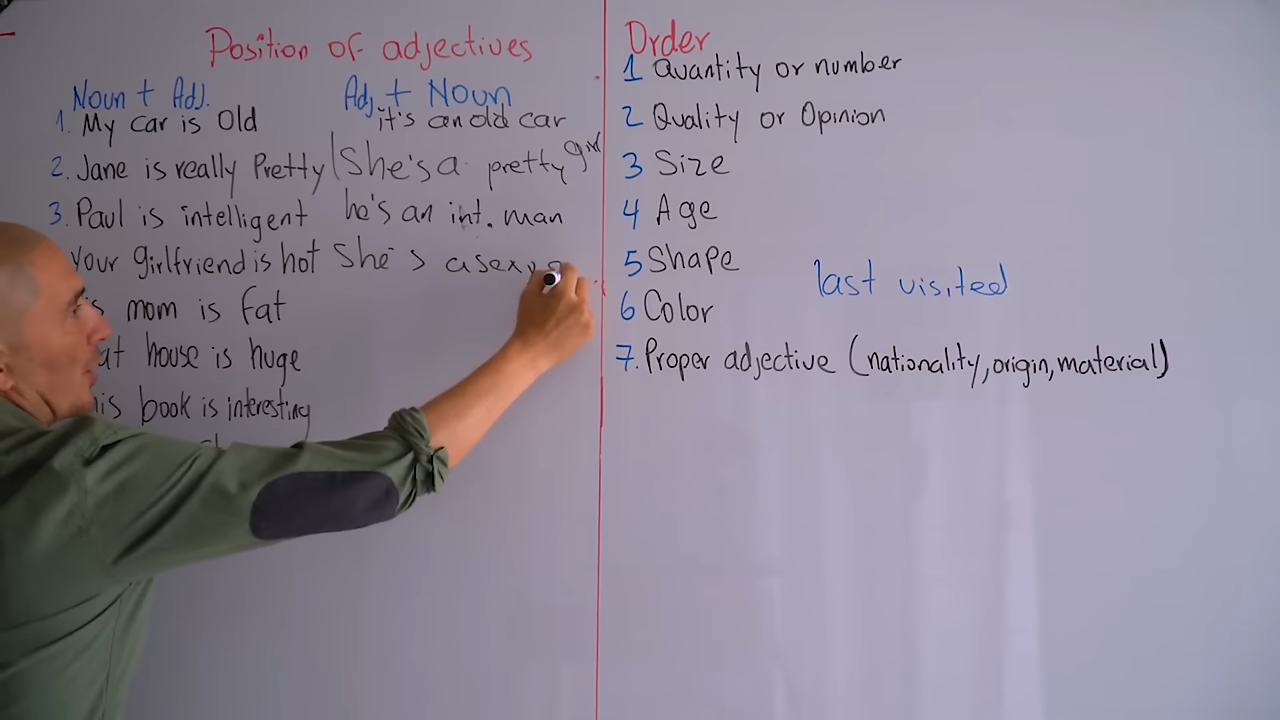 Position of adjectives
Noun + Adj. Adj. + Noun
1. My car is Old it's an old car
2. Jane is really Pretty (She's a pretty girl
3. Paul is intelligent he's an int. man
Your girlfriend is hot She's a sexy
mom is fat
house is huge
book is interesting
Order
1 Quantity or number
2 Quality or Opinion
3 Size
4 Age
5 Shape
6 Color
7. Proper adjective (nationality, origin, material)
last visited